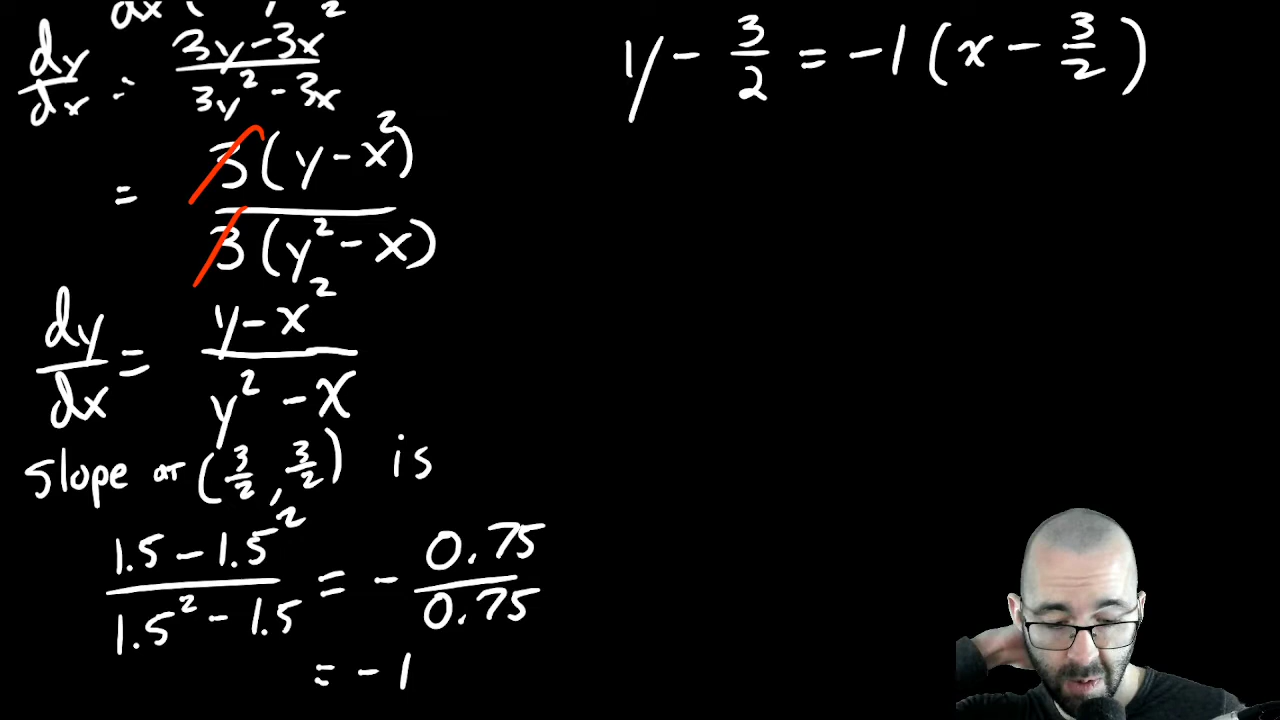 dy/dx = (3y - 3x²)/(3y² - 3x)
= 3(y - x²)/3(y² - x)
dy/dx = (y - x²)/(y² - x)
slope at (3/2, 3/2) is
(1.5 - 1.5²)/(1.5² - 1.5) = - 0.75/0.75
= -1
y - 3/2 = -1(x - 3/2)